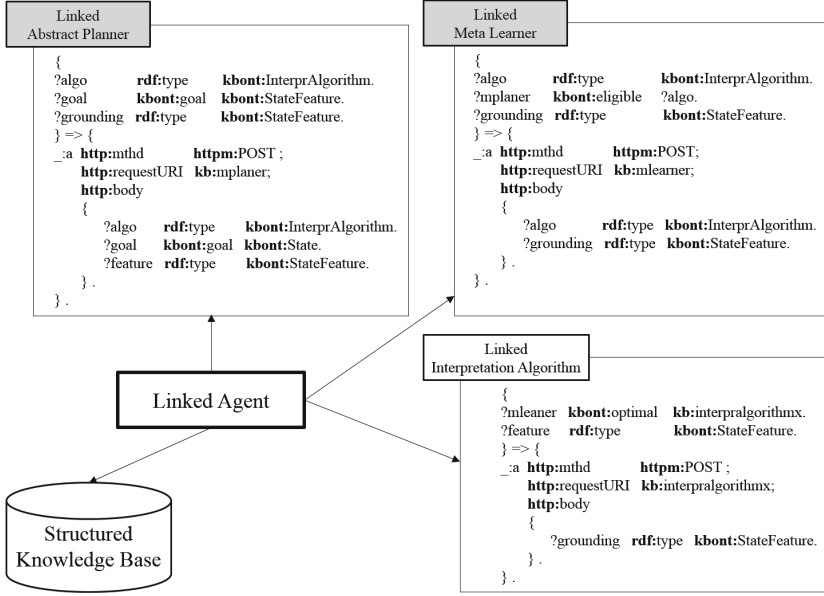 Linked
Abstract Planner
{
?algo rdf:type kbont:InterprAlgorithm.
?goal kbont:goal kbont:StateFeature.
?grounding rdf:type kbont:StateFeature.
} => {
_:a http:mthd httpm:POST ;
http:requestURI kb:mplaner;
http:body
{
?algo rdf:type kbont:InterprAlgorithm.
?goal kbont:goal kbont:State.
?feature rdf:type kbont:StateFeature.
} .
} .
Linked
Meta Learner
{
?algo rdf:type kbont:InterprAlgorithm.
?mplaner kbont:eligible ?algo.
?grounding rdf:type kbont:StateFeature.
} => {
_:a http:mthd httpm:POST;
http:requestURI kb:mlearner;
http:body
{
?algo rdf:type kbont:InterprAlgorithm.
?grounding rdf:type kbont:StateFeature.
} .
} .
Linked Agent
Structured
Knowledge Base
Linked
Interpretation Algorithm
{
?mleaner kbont:optimal kb:interpralgorithmx.
?feature rdf:type kbont:StateFeature.
} => {
_:a http:mthd httpm:POST ;
http:requestURI kb:interpralgorithmx;
http:body
{
?grounding rdf:type kbont:StateFeature.
} .
} .